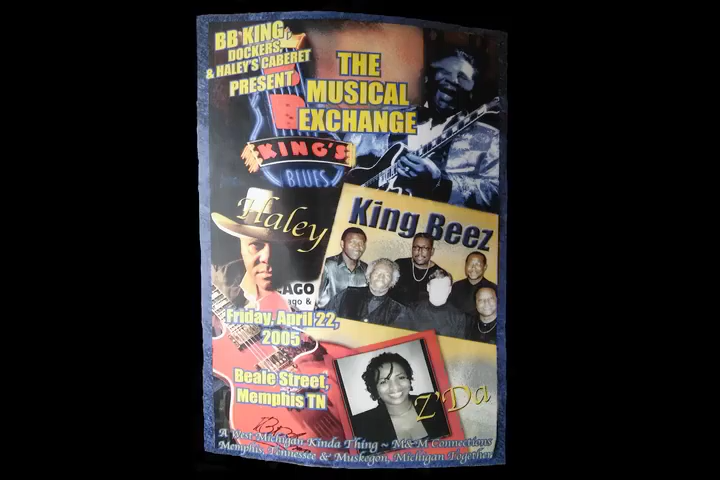 BB KING,
DOCKERS,
& HALEY'S CABERET
PRESENT
THE
MUSICAL
EXCHANGE
B
KING'S
BLUES
Haley
King Beez
AGO
ago &
Friday, April 22,
2005
Beale Street,
Memphis TN
Z'Da
A West Michigan Kinda Thing ~ M&M Connections
Memphis, Tennessee & Muskegon, Michigan Together